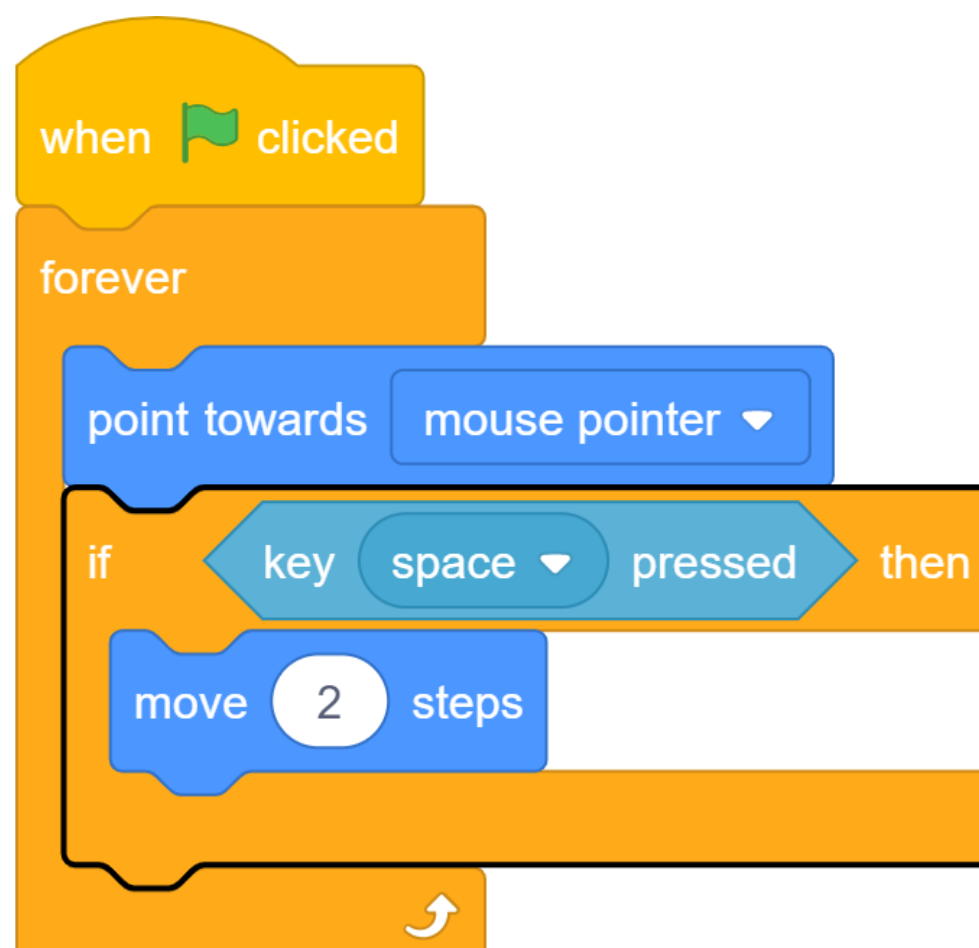 when clicked
forever
point towards mouse pointer
if key space pressed then
move 2 steps